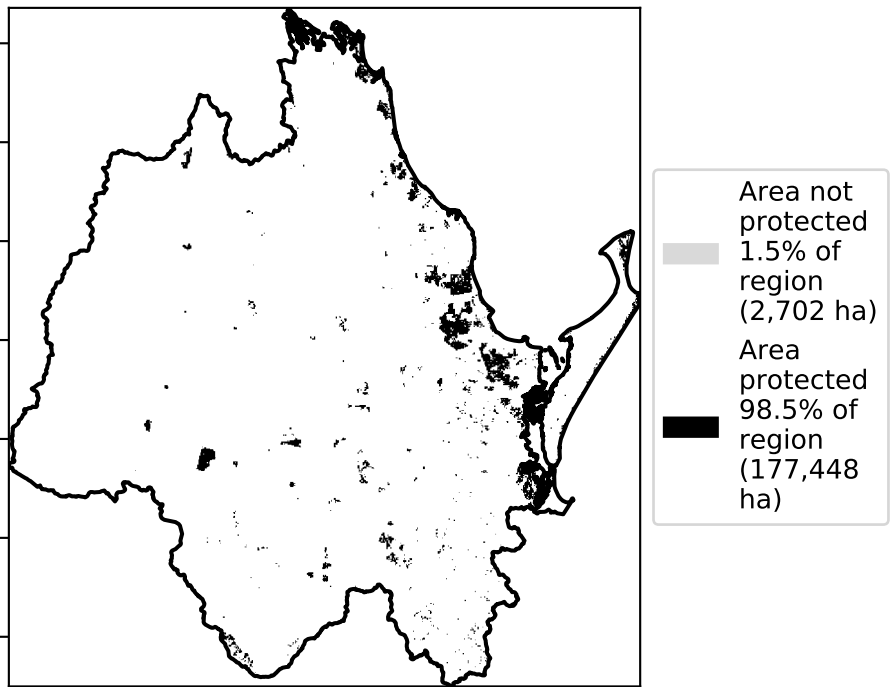 Area not
protected
1.5% of
region
(2,702 ha)
Area
protected
98.5% of
region
(177,448
ha)